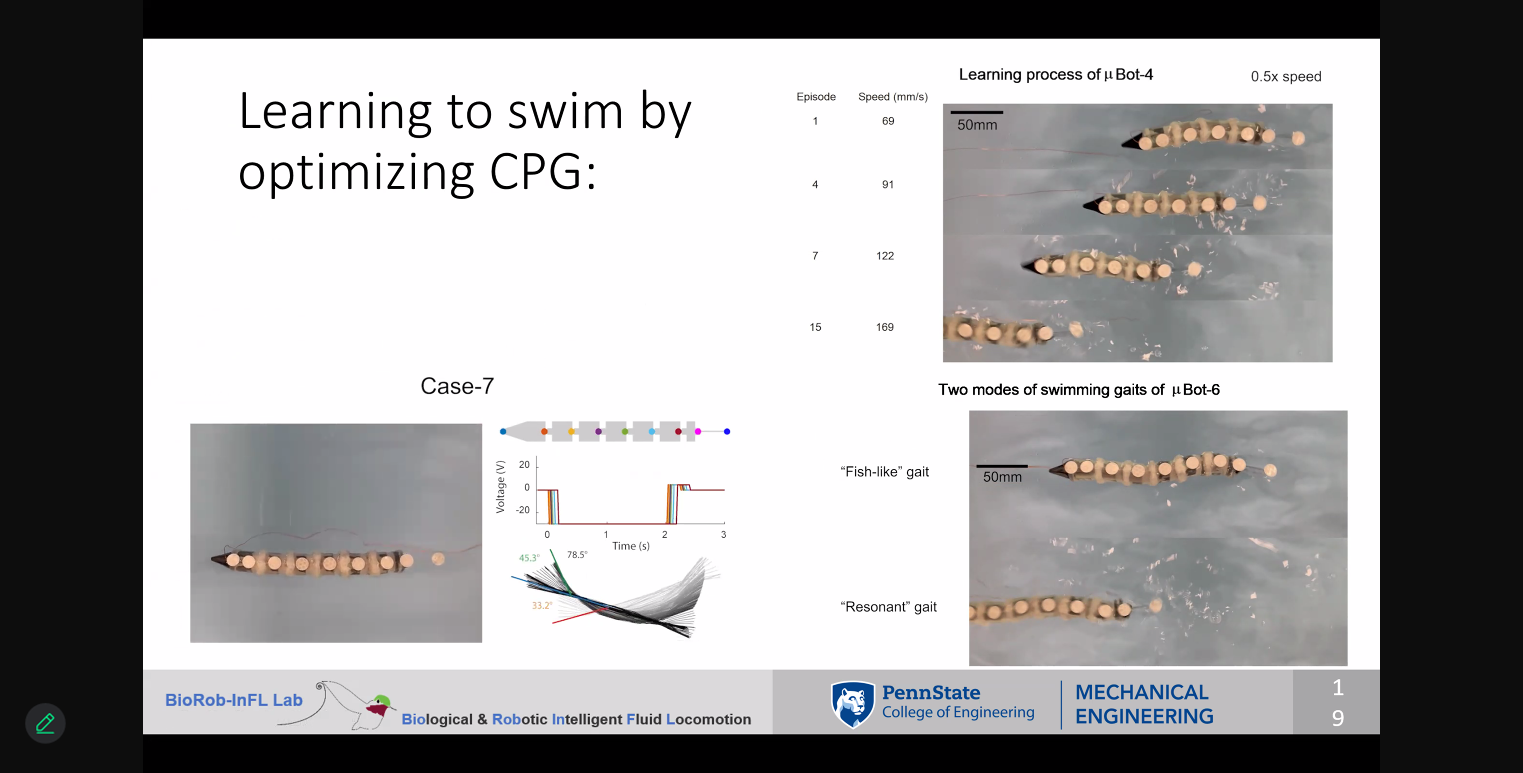 Learning to swim by
optimizing CPG:
Learning process of μBot-4
0.5x speed
Episode Speed (mm/s)
1 69
4 91
7 122
15 169
50mm
Case-7
Voltage (V)
20
0
-20
0 1 2 3
Time (s)
45.3°
78.5°
33.2°
Two modes of swimming gaits of μBot-6
“Fish-like” gait
50mm
“Resonant” gait
BioRob-InFL Lab
Biological & Robotic Intelligent Fluid Locomotion
PennState
College of Engineering
MECHANICAL
ENGINEERING
1
9